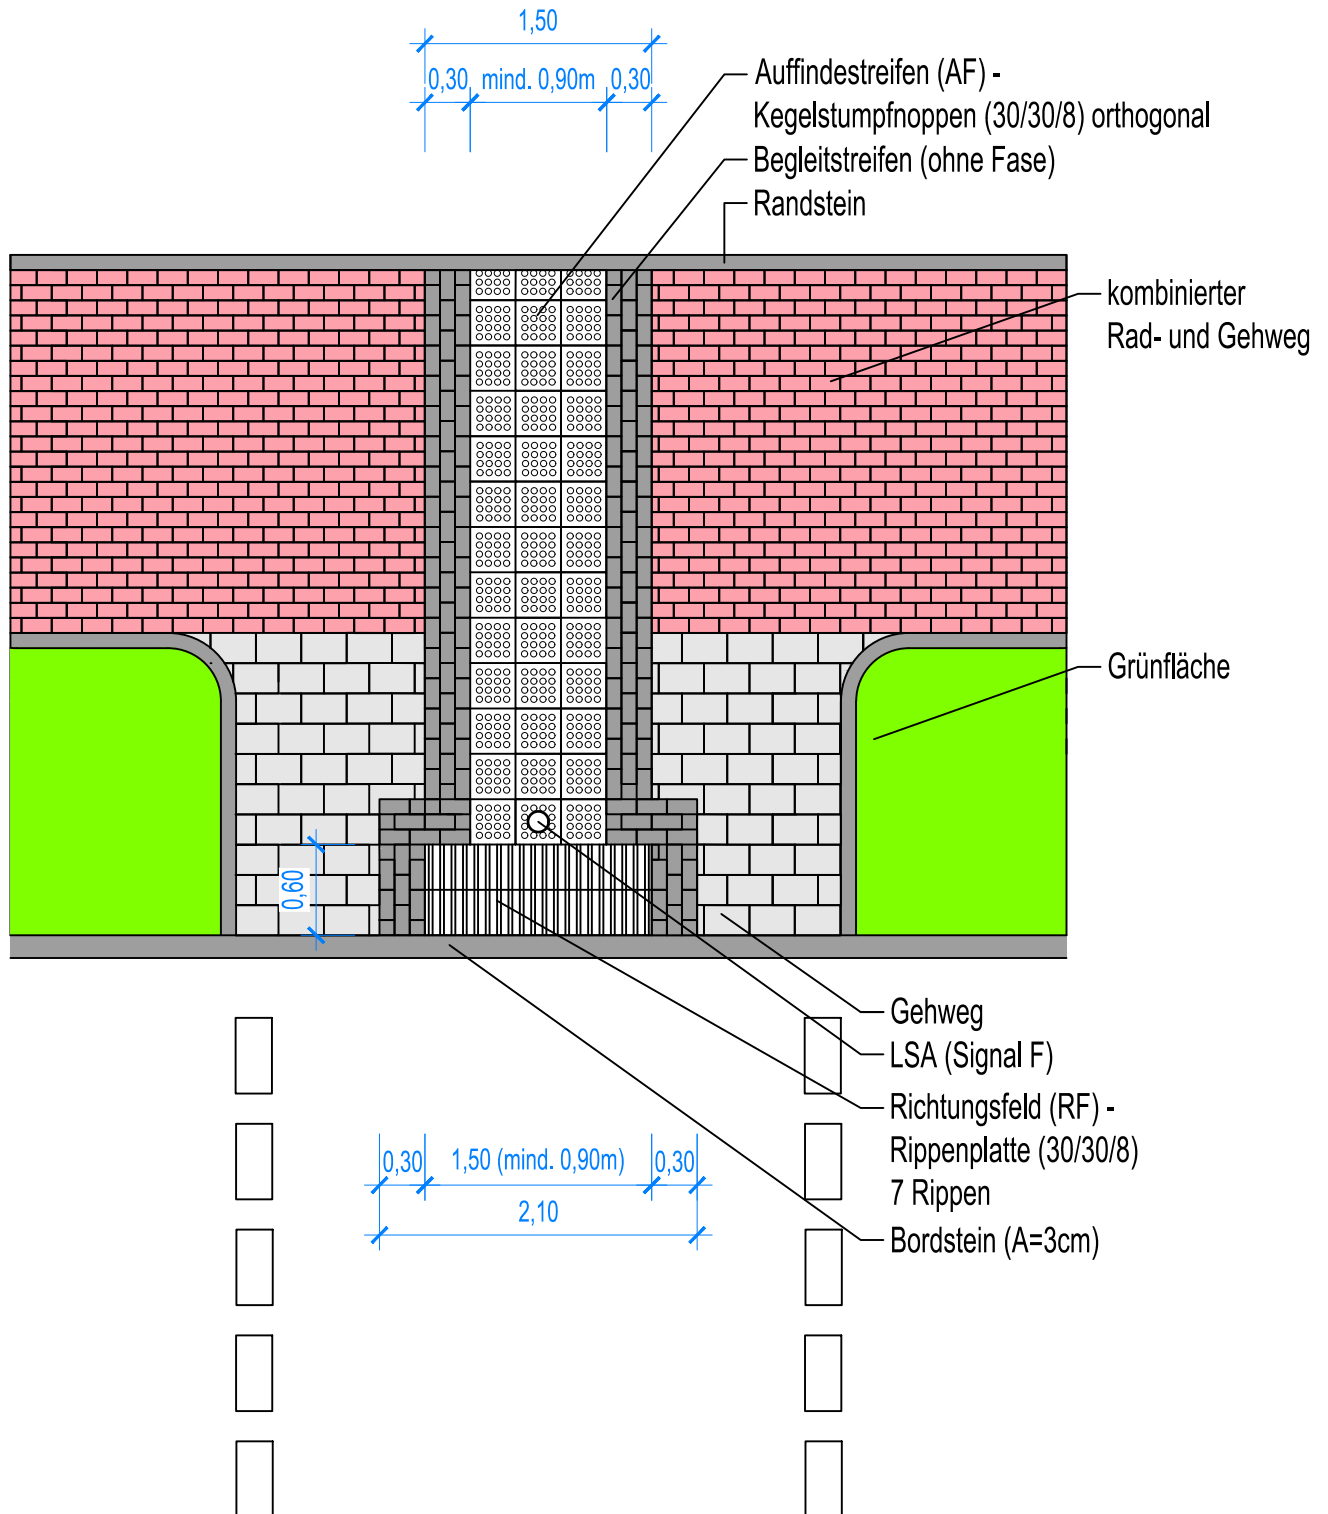 1,50
0,30 mind. 0,90m 0,30
Auffindestreifen (AF) -
Kegelstumpfnoppen (30/30/8) orthogonal
Begleitstreifen (ohne Fase)
Randstein
kombinierter
Rad- und Gehweg
Grünfläche
0,60
Gehweg
LSA (Signal F)
Richtungsfeld (RF) -
Rippenplatte (30/30/8)
7 Rippen
Bordstein (A=3cm)
0,30 1,50 (mind. 0,90m) 0,30
2,10